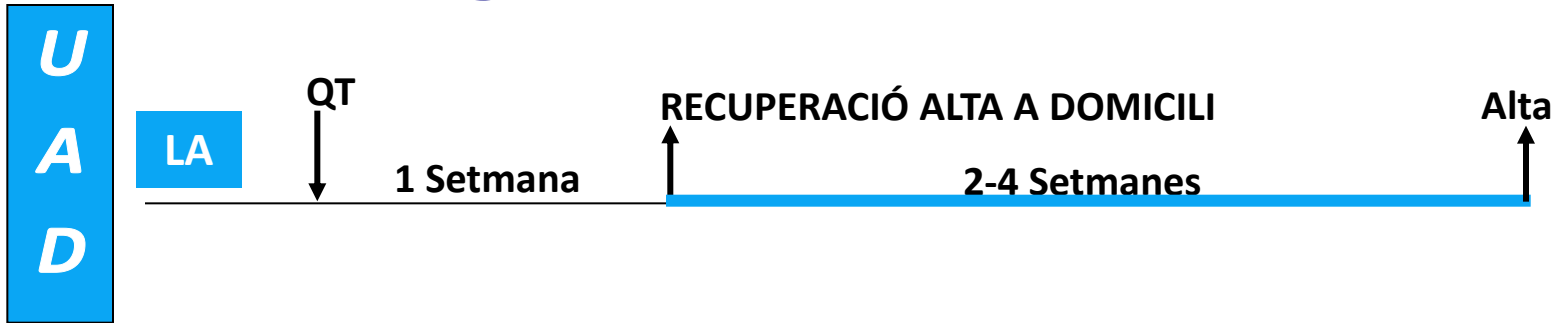 U
A
D
LA
QT
1 Setmana
RECUPERACIÓ ALTA A DOMICILI
2-4 Setmanes
Alta